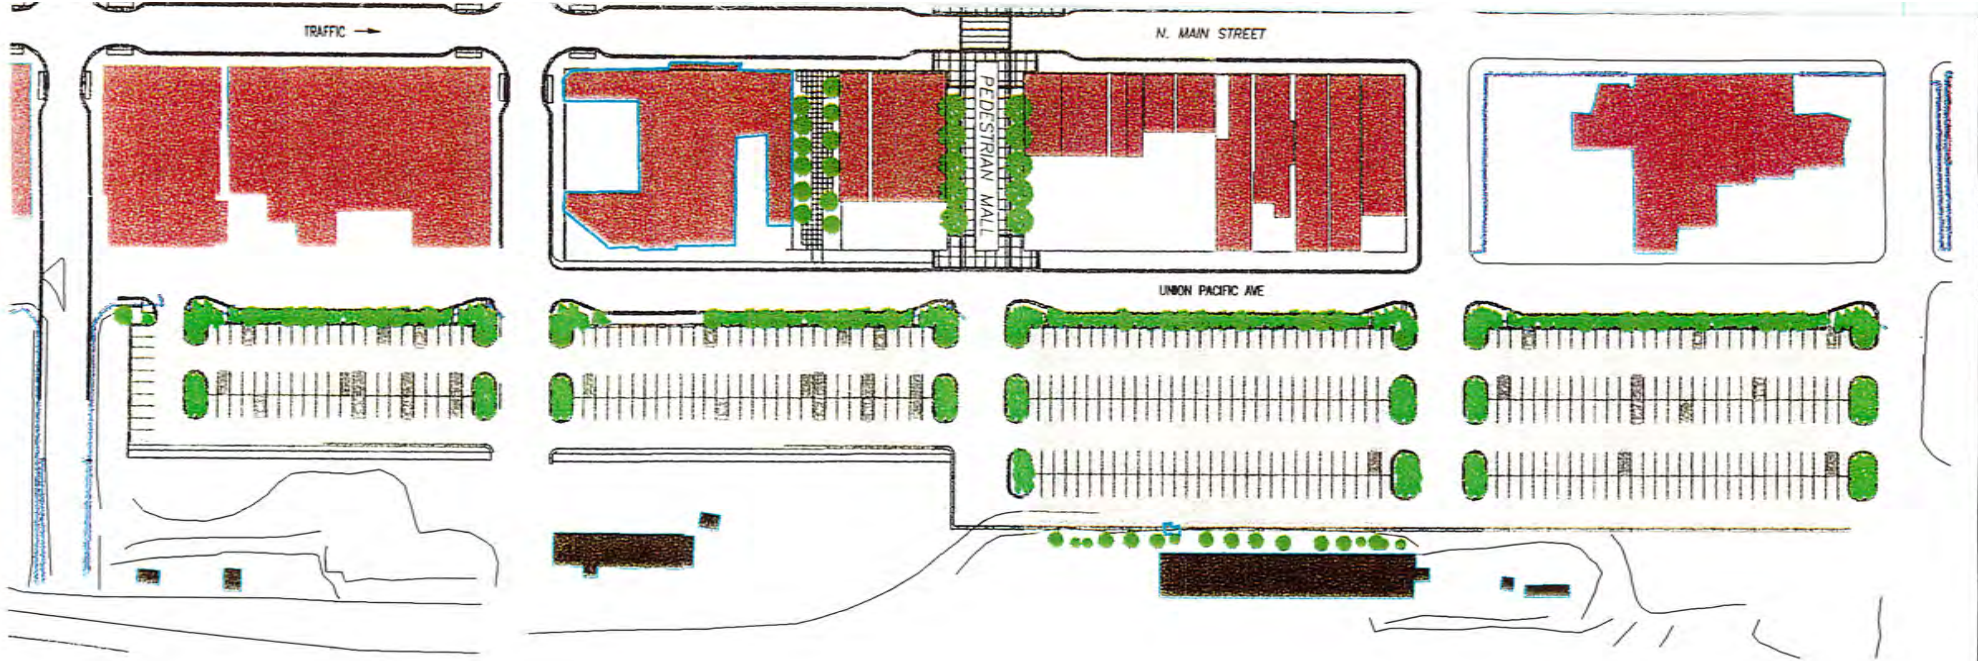 TRAFFIC
N. MAIN STREET
PEDESTRIAN MALL
UNION PACIFIC AVE